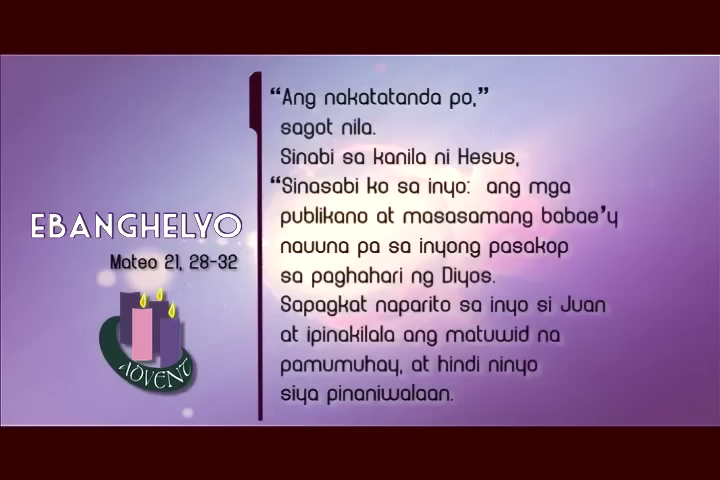 EBANGHELYO
Mateo 21, 28-32
ADVENT
“Ang nakatatanda po,”
sagot nila.
Sinabi sa kanila ni Hesus,
“Sinasabi ko sa inyo: ang mga
publikano at masasamang babae’y
nauuna pa sa inyong pasakop
sa paghahari ng Diyos.
Sapagkat naparito sa inyo si Juan
at ipinakilala ang matuwid na
pamumuhay, at hindi ninyo
siya pinaniwalaan.